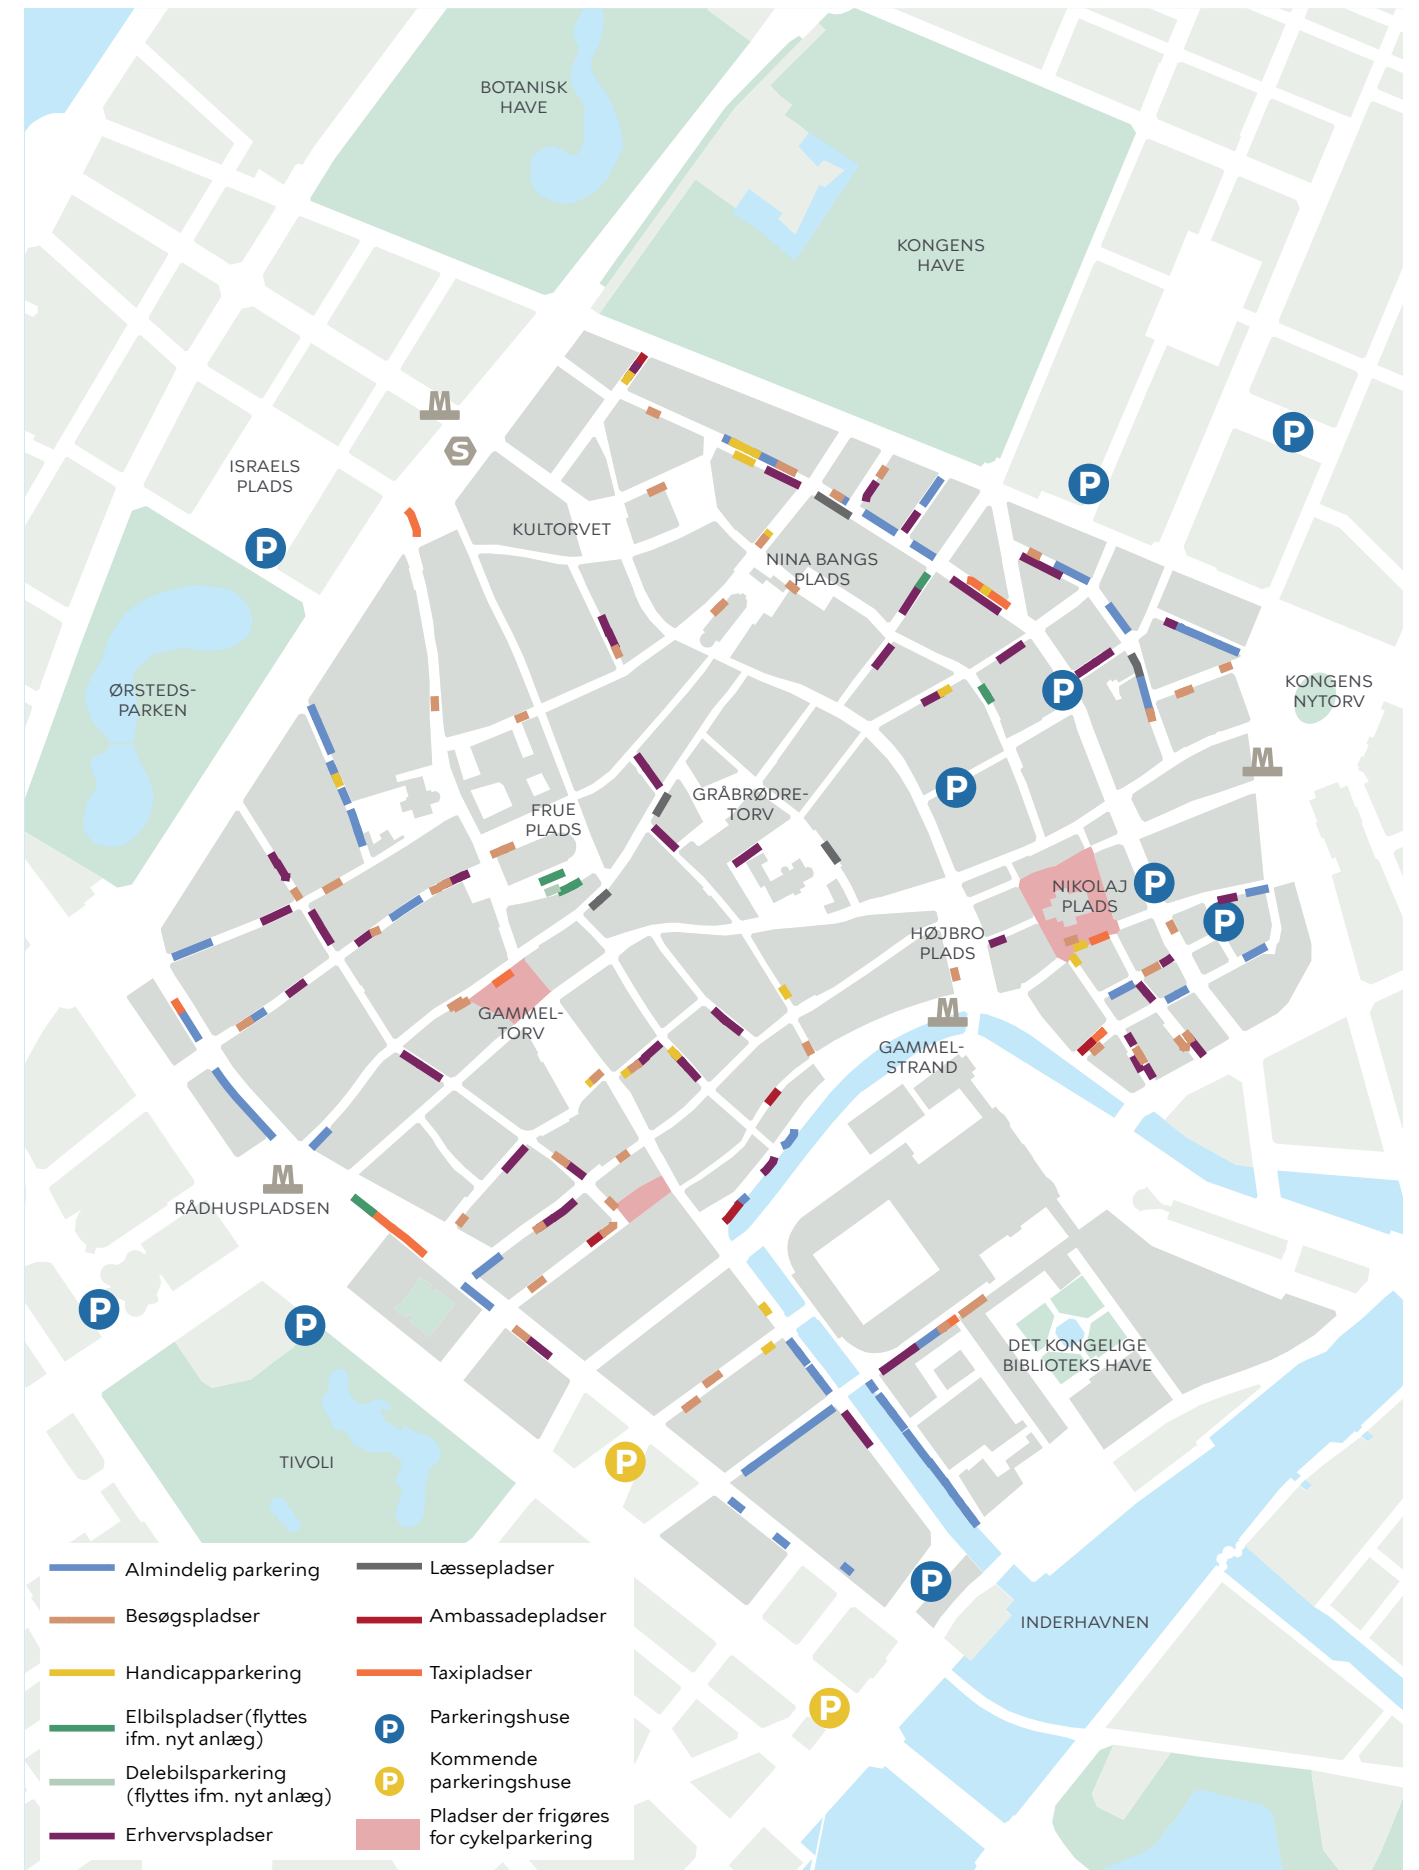 BOTANISK
HAVE
KONGENS
HAVE
M
S
P
P
ISRAELS
PLADS
P
KULTORVET
NINA BANGS
PLADS
ØRSTEDS-
PARKEN
P
KONGENS
NYTORV
M
P
GRÅBRØDRE-
TORV
FRUE
PLADS
NIKOLAJ
PLADS
P
P
HØJBRO
PLADS
M
GAMMEL-
TORV
GAMMEL-
STRAND
M
RÅDHUSPLADSEN
P
P
DET KONGELIGE
BIBLIOTEKS HAVE
TIVOLI
P
P
INDERHAVNEN
P
Almindelig parkering
Besøgspladser
Handicapparkering
Elbilspladser(flyttes
ifm. nyt anlæg)
Delebilsparkering
(flyttes ifm. nyt anlæg)
Erhvervspladser
Læssepladser
Ambassadepladser
Taxipladser
P Parkeringshuse
P Kommende
parkeringshuse
Pladser der frigøres
for cykelparkering